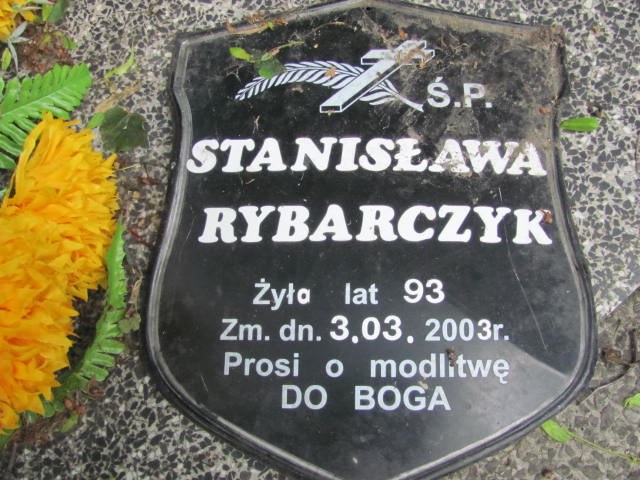 Ś.P.
STANISŁAWA
RYBARCZYK
Żyła lat 93
Zm. dn. 3.03. 2003r.
Prosi o modlitwę
DO BOGA